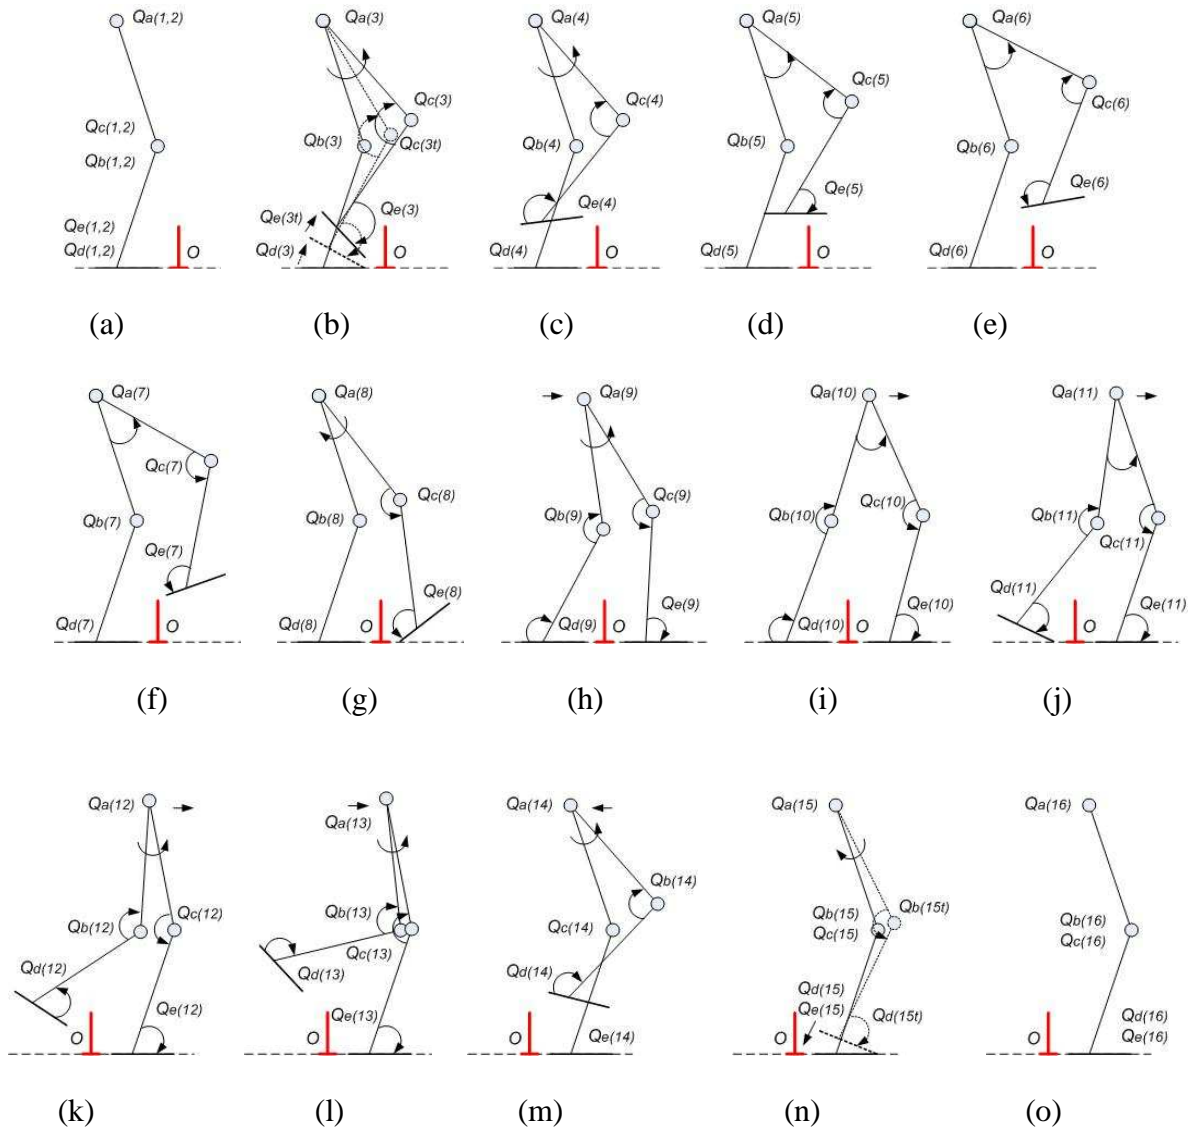 Qa(1,2)
Qc(1,2)
Qb(1,2)
Qe(1,2)
Qd(1,2)
O
(a)
Qa(3)
Qc(3)
Qb(3)
Qc(3t)
Qe(3t)
Qe(3)
Qd(3)
O
(b)
Qa(4)
Qc(4)
Qb(4)
Qe(4)
Qd(4)
O
(c)
Qa(5)
Qc(5)
Qb(5)
Qe(5)
Qd(5)
O
(d)
Qa(6)
Qc(6)
Qb(6)
Qe(6)
Qd(6)
O
(e)
Qa(7)
Qc(7)
Qb(7)
Qe(7)
Qd(7)
O
(f)
Qa(8)
Qc(8)
Qb(8)
Qe(8)
Qd(8)
O
(g)
Qa(9)
Qc(9)
Qb(9)
Qe(9)
Qd(9)
O
(h)
Qa(10)
Qc(10)
Qb(10)
Qe(10)
Qd(10)
O
(i)
Qa(11)
Qb(11)
Qc(11)
Qd(11)
Qe(11)
O
(j)
Qa(12)
Qc(12)
Qb(12)
Qd(12)
Qe(12)
O
(k)
Qa(13)
Qb(13)
Qc(13)
Qd(13)
Qe(13)
O
(l)
Qa(14)
Qb(14)
Qc(14)
Qd(14)
Qe(14)
O
(m)
Qa(15)
Qb(15)
Qb(15t)
Qc(15)
Qd(15)
Qe(15)
Qd(15t)
O
(n)
Qa(16)
Qb(16)
Qc(16)
Qd(16)
Qe(16)
O
(o)